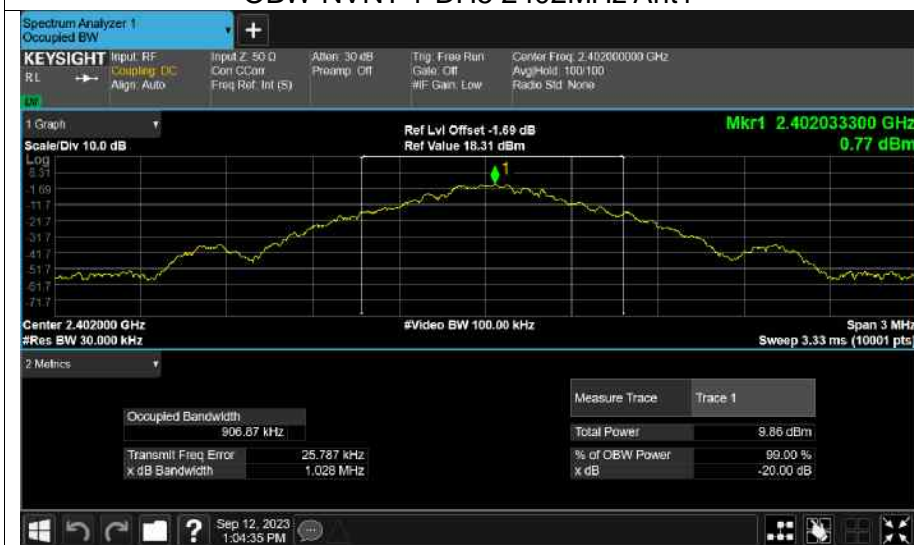 OBW NVNT 1-DH5 2402MHz Ant1
Spectrum Analyzer 1
Occupied BW
KEYSIGHT Input: RF Input Z: 50 Ω Atten: 30 dB Trig: Free Run Center Freq: 2.402000000 GHz
RL Coupling: DC Corr CCorr Preamp: Off Gate: Off Avg|Hold: 100/100
Align: Auto Freq Ref: Int (S) #IF Gain: Low Radio Std: None
1 Graph Ref Lvl Offset -1.69 dB Mkr1 2.402033300 GHz
Scale/Div 10.0 dB Ref Value 18.31 dBm 0.77 dBm
Log
8.31
1
-1.69
-11.7
-21.7
-31.7
-41.7
-51.7
-61.7
-71.7
Center 2.402000 GHz #Video BW 100.00 kHz Span 3 MHz
#Res BW 30.000 kHz Sweep 3.33 ms (10001 pts)
2 Metrics
Measure Trace Trace 1
Occupied Bandwidth
906.87 kHz Total Power 9.86 dBm
Transmit Freq Error 25.787 kHz % of OBW Power 99.00 %
x dB Bandwidth 1.028 MHz x dB -20.00 dB
? Sep 12, 2023
1:04:35 PM